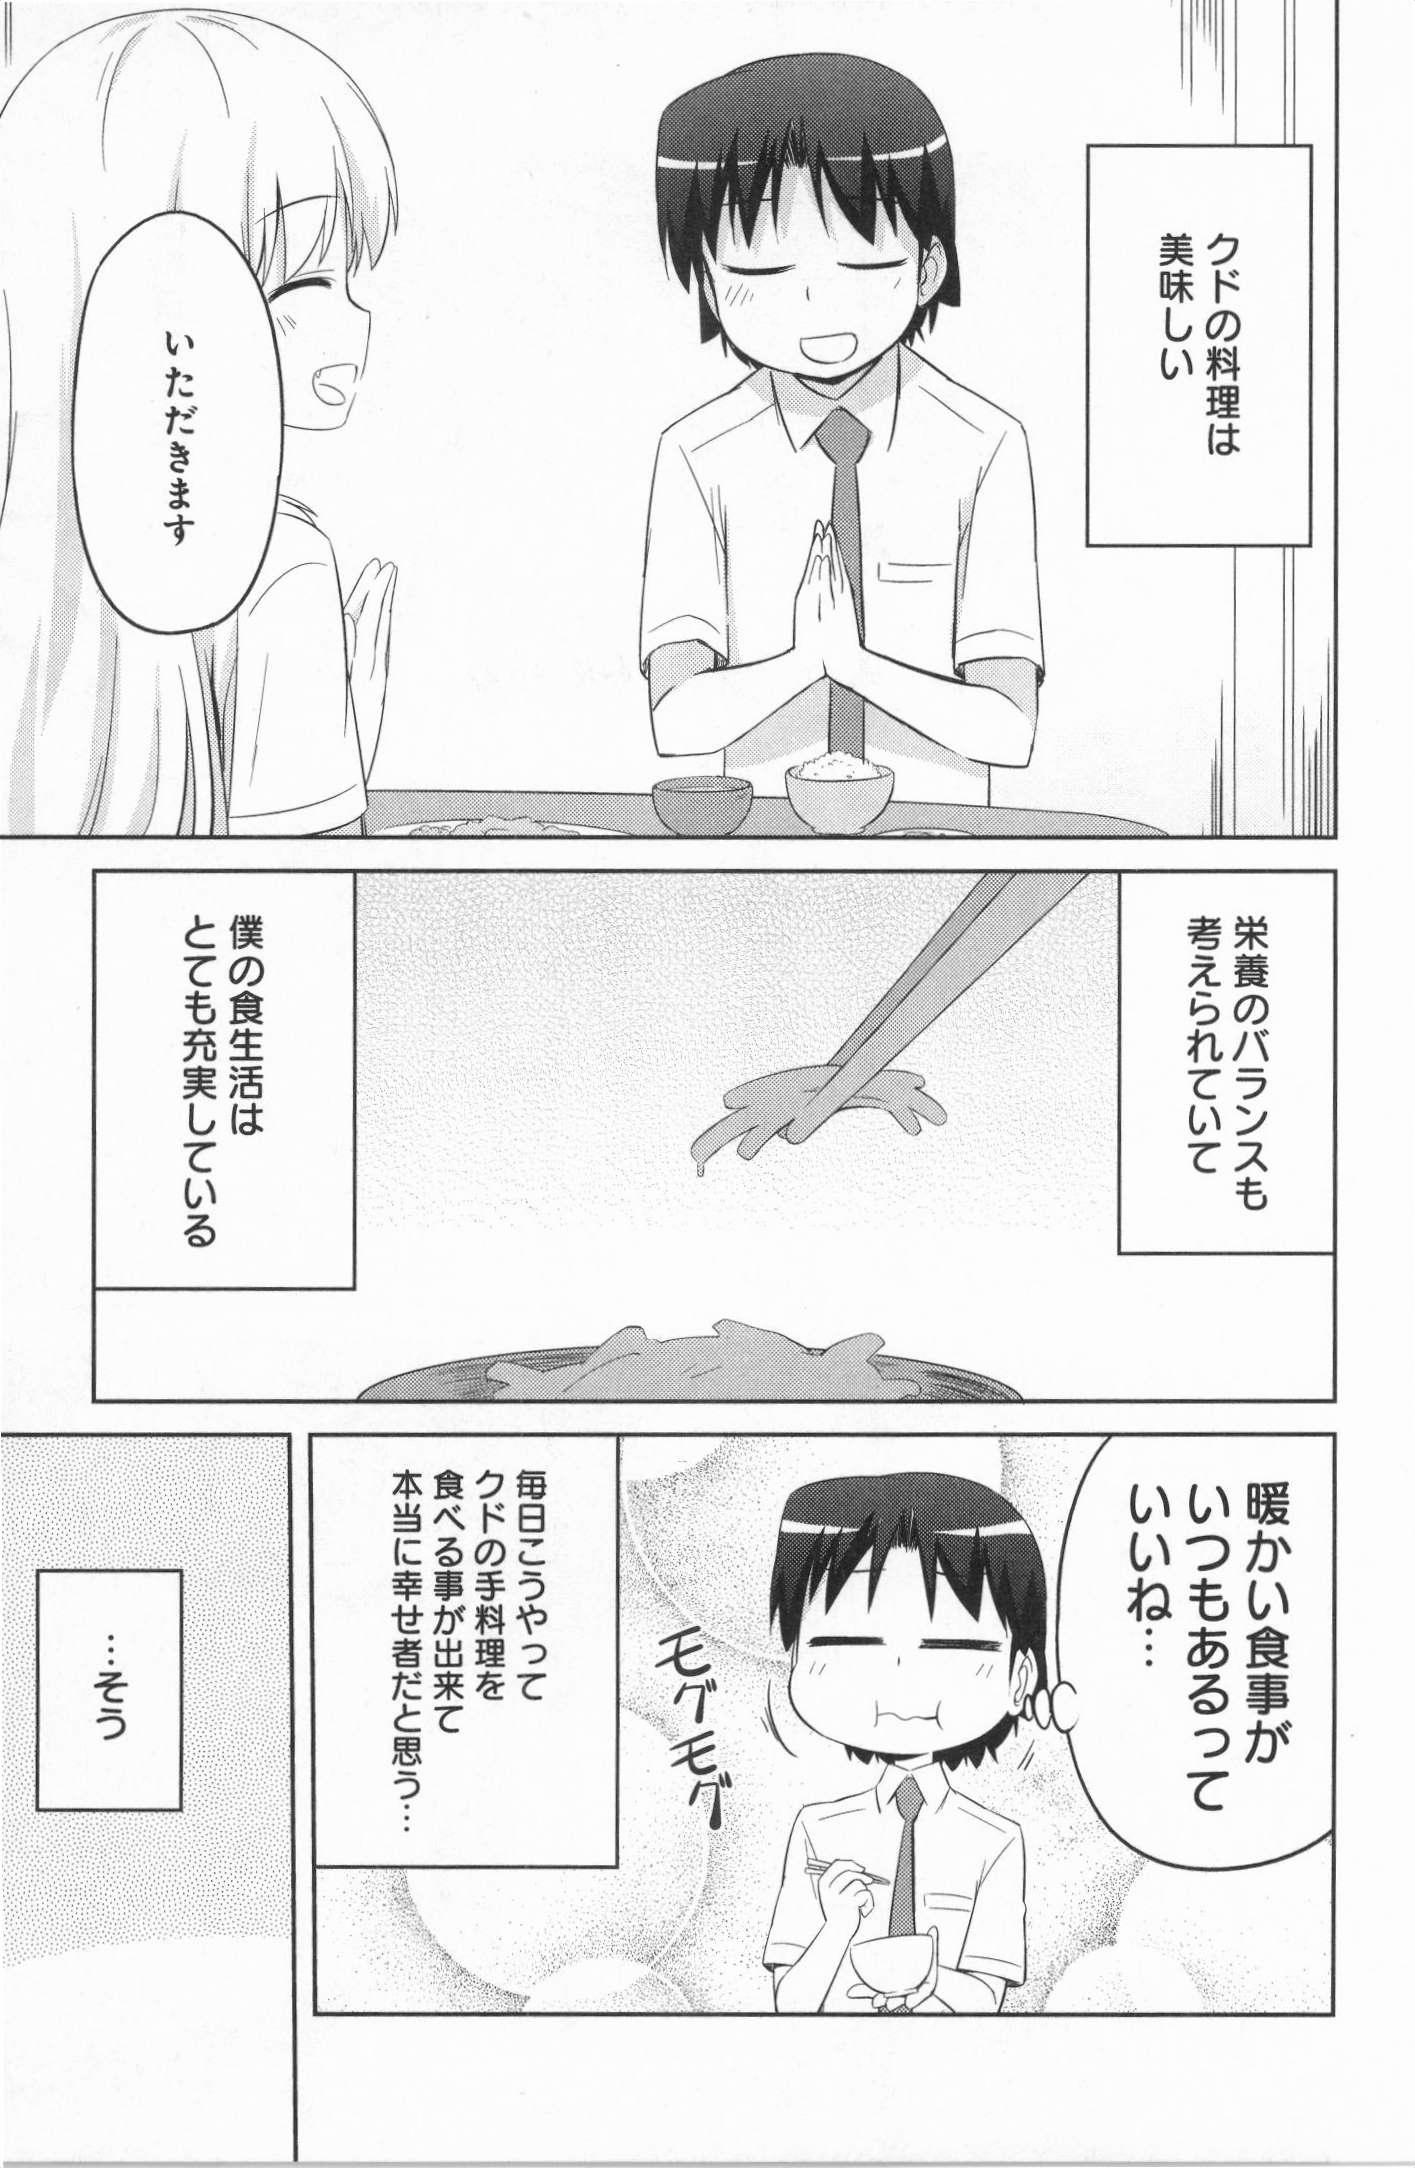 クドの料理は
美味しい
いただきます
栄養のバランスも
考えられていて
僕の食生活は
とても充実している
暖かい食事が
いつもあるって
いいね…
モグモグ
毎日こうやって
クドの手料理を
食べる事が出来て
本当に幸せ者だと思う…
…そう